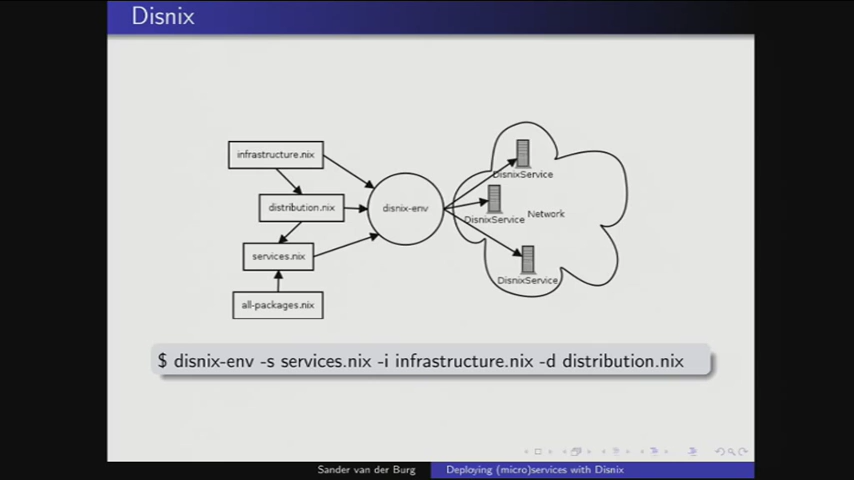 Disnix
infrastructure.nix
distribution.nix
services.nix
all-packages.nix
disnix-env
DisnixService
DisnixService
Network
DisnixService
$ disnix-env -s services.nix -i infrastructure.nix -d distribution.nix
Sander van der Burg
Deploying (micro)services with Disnix